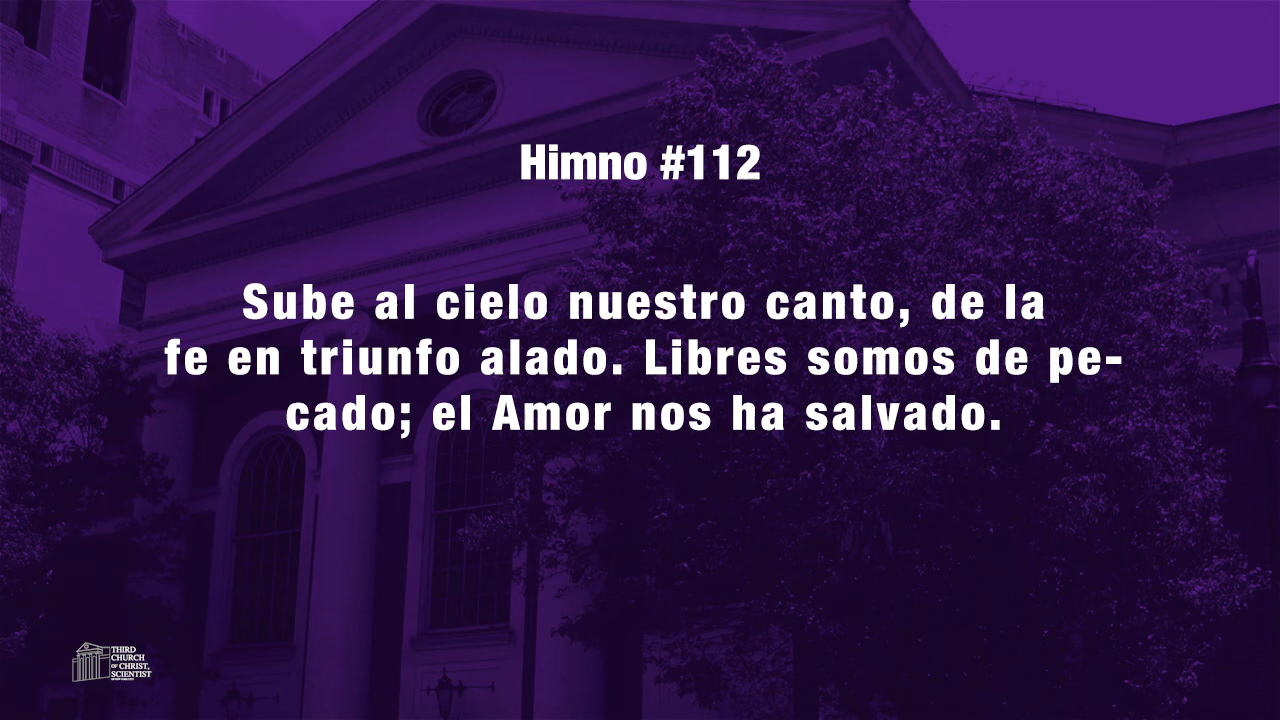 Himno #112
Sube al cielo nuestro canto, de la
fe en triunfo alado. Libres somos de pe-
cado; el Amor nos ha salvado.
THIRD
CHURCH
OF CHRIST,
SCIENTIST